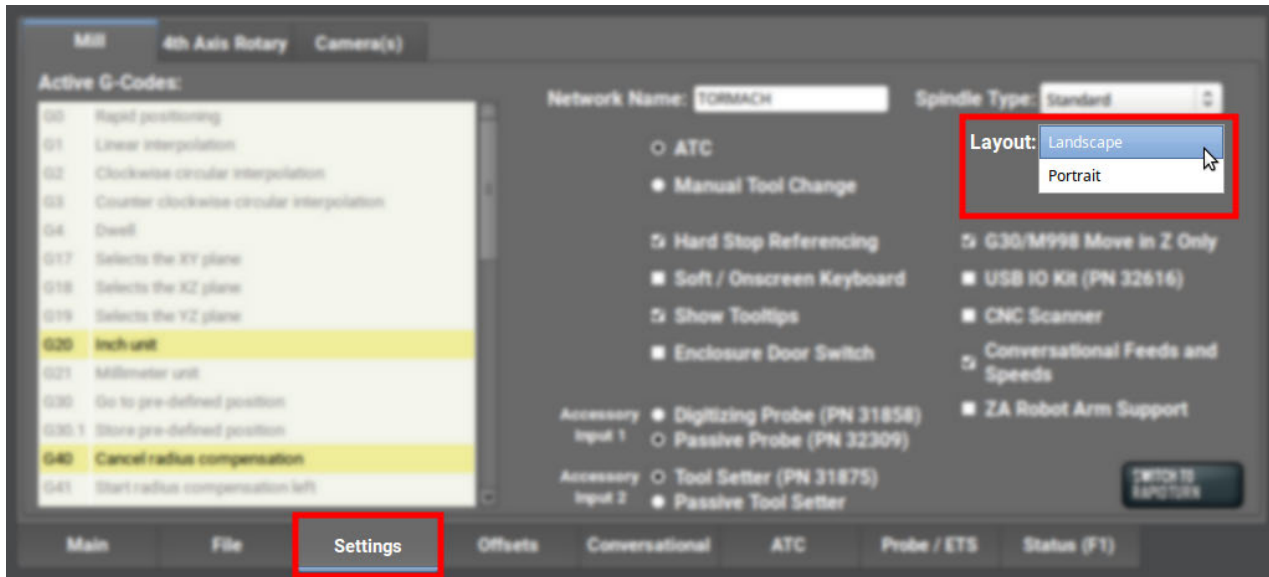 Mill 4th Axis Rotary Camera(s)
Active G-Codes:
G0 Rapid positioning
G1 Linear interpolation
G2 Clockwise circular interpolation
G3 Counter clockwise circular interpolation
G4 Dwell
G17 Selects the XY plane
G18 Selects the XZ plane
G19 Selects the YZ plane
G20 Inch unit
G21 Millimeter unit
G30 Go to pre-defined position
G30.1 Store pre-defined position
G40 Cancel radius compensation
G41 Start radius compensation left
Network Name: TORMACH
ATC
Manual Tool Change
Hard Stop Referencing
Soft / Onscreen Keyboard
Show Tooltips
Enclosure Door Switch
Accessory Input 1
Digitizing Probe (PN 31858)
Passive Probe (PN 32309)
Accessory Input 2
Tool Setter (PN 31875)
Passive Tool Setter
Spindle Type: Standard
Layout: Landscape
Portrait
G30/M998 Move in Z Only
USB IO Kit (PN 32616)
CNC Scanner
Conversational Feeds and
Speeds
ZA Robot Arm Support
SWITCH TO
RAPIDTURN
Main File Settings Offsets Conversational ATC Probe / ETS Status (F1)